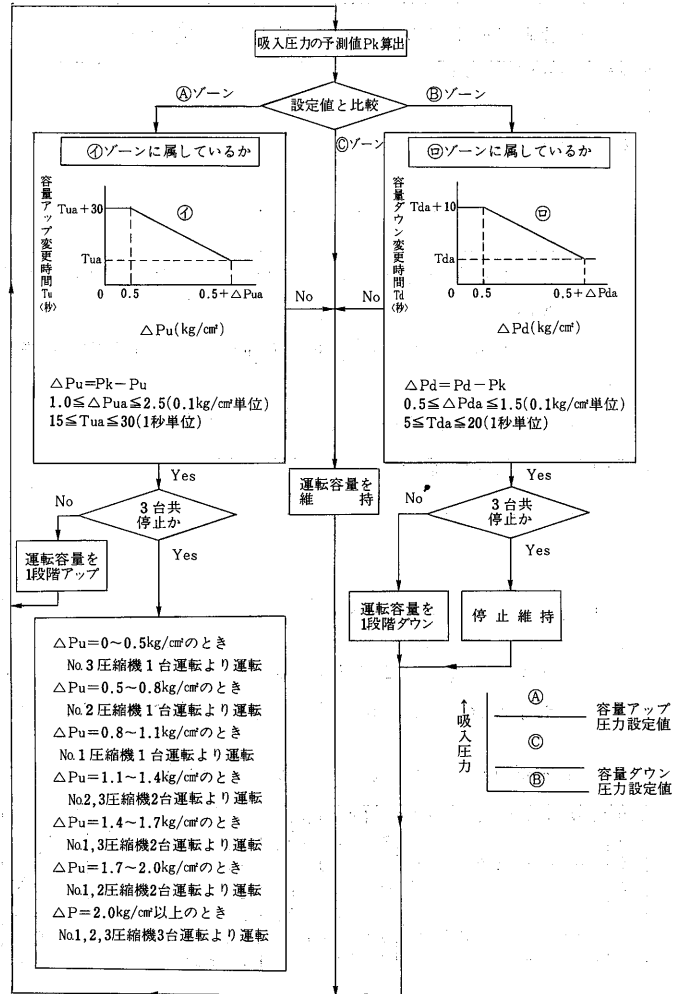 吸入圧力の予測値Pk算出
設定値と比較
Ⓐゾーン
Ⓑゾーン
Ⓒゾーン
㋑ゾーンに属しているか
容量アップ変更時間Tu〈秒〉
Tua+30
Tua
㋑
0
0.5
0.5+△Pua
△Pu(kg/cm²)
△Pu=Pk-Pu
1.0≦△Pua≦2.5(0.1kg/cm²単位)
15≦Tua≦30(1秒単位)
No
No
㋺ゾーンに属しているか
容量ダウン変更時間Td〈秒〉
Tda+10
Tda
㋺
0
0.5
0.5+△Pda
△Pd(kg/cm²)
△Pd=Pd-Pk
0.5≦△Pda≦1.5(0.1kg/cm²単位)
5≦Tda≦20(1秒単位)
Yes
No
3台共
停止か
Yes
運転容量を
1段階アップ
運転容量を
維持
Yes
No
3台共
停止か
Yes
運転容量を
1段階ダウン
停止維持
△Pu=0~0.5kg/cm²のとき
No.3圧縮機1台運転より運転
△Pu=0.5~0.8kg/cm²のとき
No.2圧縮機1台運転より運転
△Pu=0.8~1.1kg/cm²のとき
No.1圧縮機1台運転より運転
△Pu=1.1~1.4kg/cm²のとき
No.2,3圧縮機2台運転より運転
△Pu=1.4~1.7kg/cm²のとき
No.1,3圧縮機2台運転より運転
△Pu=1.7~2.0kg/cm²のとき
No.1,2圧縮機2台運転より運転
△P=2.0kg/cm²以上のとき
No.1,2,3圧縮機3台運転より運転
↑吸入圧力
Ⓐ
Ⓒ
Ⓑ
容量アップ
圧力設定値
容量ダウン
圧力設定値